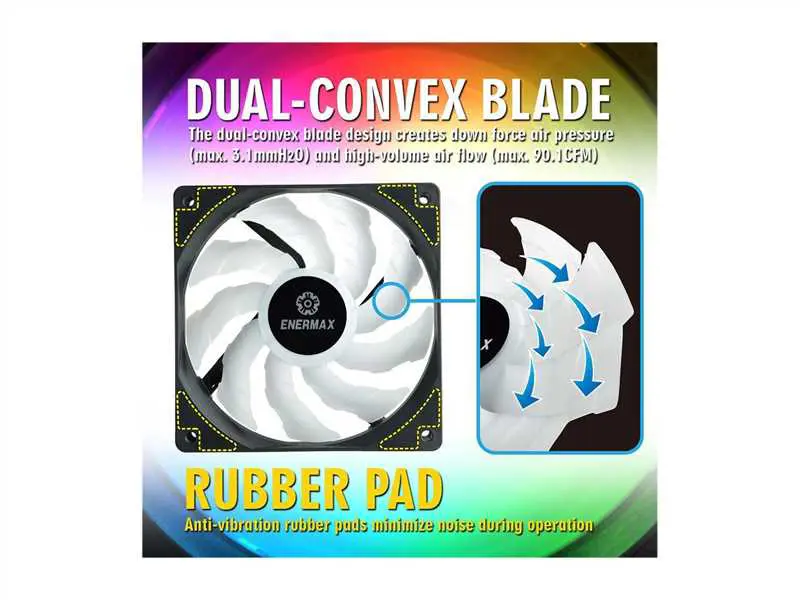 DUAL-CONVEX BLADE
The dual-convex blade design creates down force air pressure
(max. 3.1mmH2O) and high-volume air flow (max. 90.1CFM)
ENERMAX
X
RUBBER PAD
Anti-vibration rubber pads minimize noise during operation